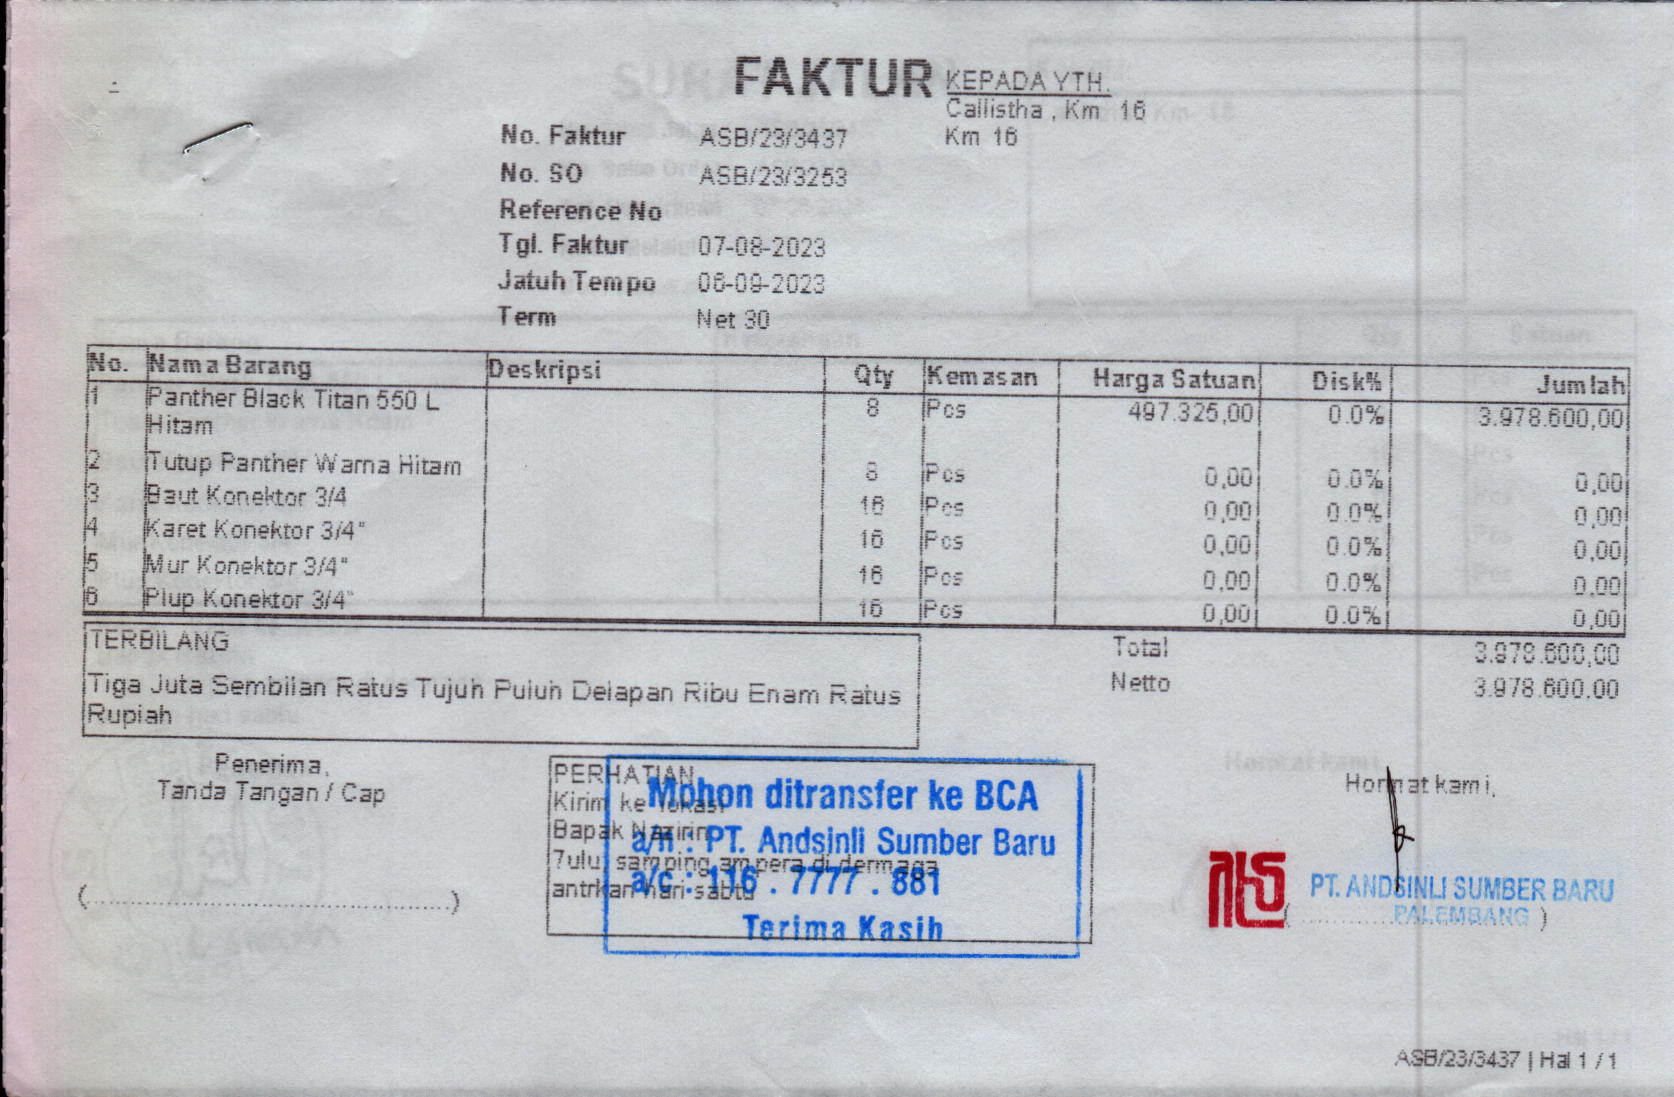 FAKTUR
KEPADA YTH.
Callistha , Km 16
Km 16
No. Faktur ASB/23/3437
No. SO ASB/23/3253
Reference No
Tgl. Faktur 07-08-2023
Jatuh Tempo 06-09-2023
Term Net 30
No. Nama Barang Deskripsi Qty Kemasan Harga Satuan Disk% Jumlah
1 Panther Black Titan 550 L 8 Pcs 497.325,00 0.0% 3.978.600,00
Hitam
2 Tutup Panther Warna Hitam 8 Pcs 0,00 0.0% 0,00
3 Baut Konektor 3/4 16 Pcs 0,00 0.0% 0,00
4 Karet Konektor 3/4" 16 Pcs 0,00 0.0% 0,00
5 Mur Konektor 3/4" 16 Pcs 0,00 0.0% 0,00
6 Plup Konektor 3/4" 16 Pcs 0,00 0.0% 0,00
TERBILANG
Tiga Juta Sembilan Ratus Tujuh Puluh Delapan Ribu Enam Ratus
Rupiah
Total 3.978.600,00
Netto 3.978.600,00
Penerima,
Tanda Tangan / Cap
(..................................................)
PERHATIAN
Kirim ke lokasi
Bapak Nazirin
7ulu samping ampera di dermaga
antrkan hari sabtu
Mohon ditransfer ke BCA
a/n : PT. Andsinli Sumber Baru
a/c : 116 . 7777 . 881
Terima Kasih
Hormat kami,
PT. ANDSINLI SUMBER BARU
PALEMBANG
ASB/23/3437 | Hal 1 / 1